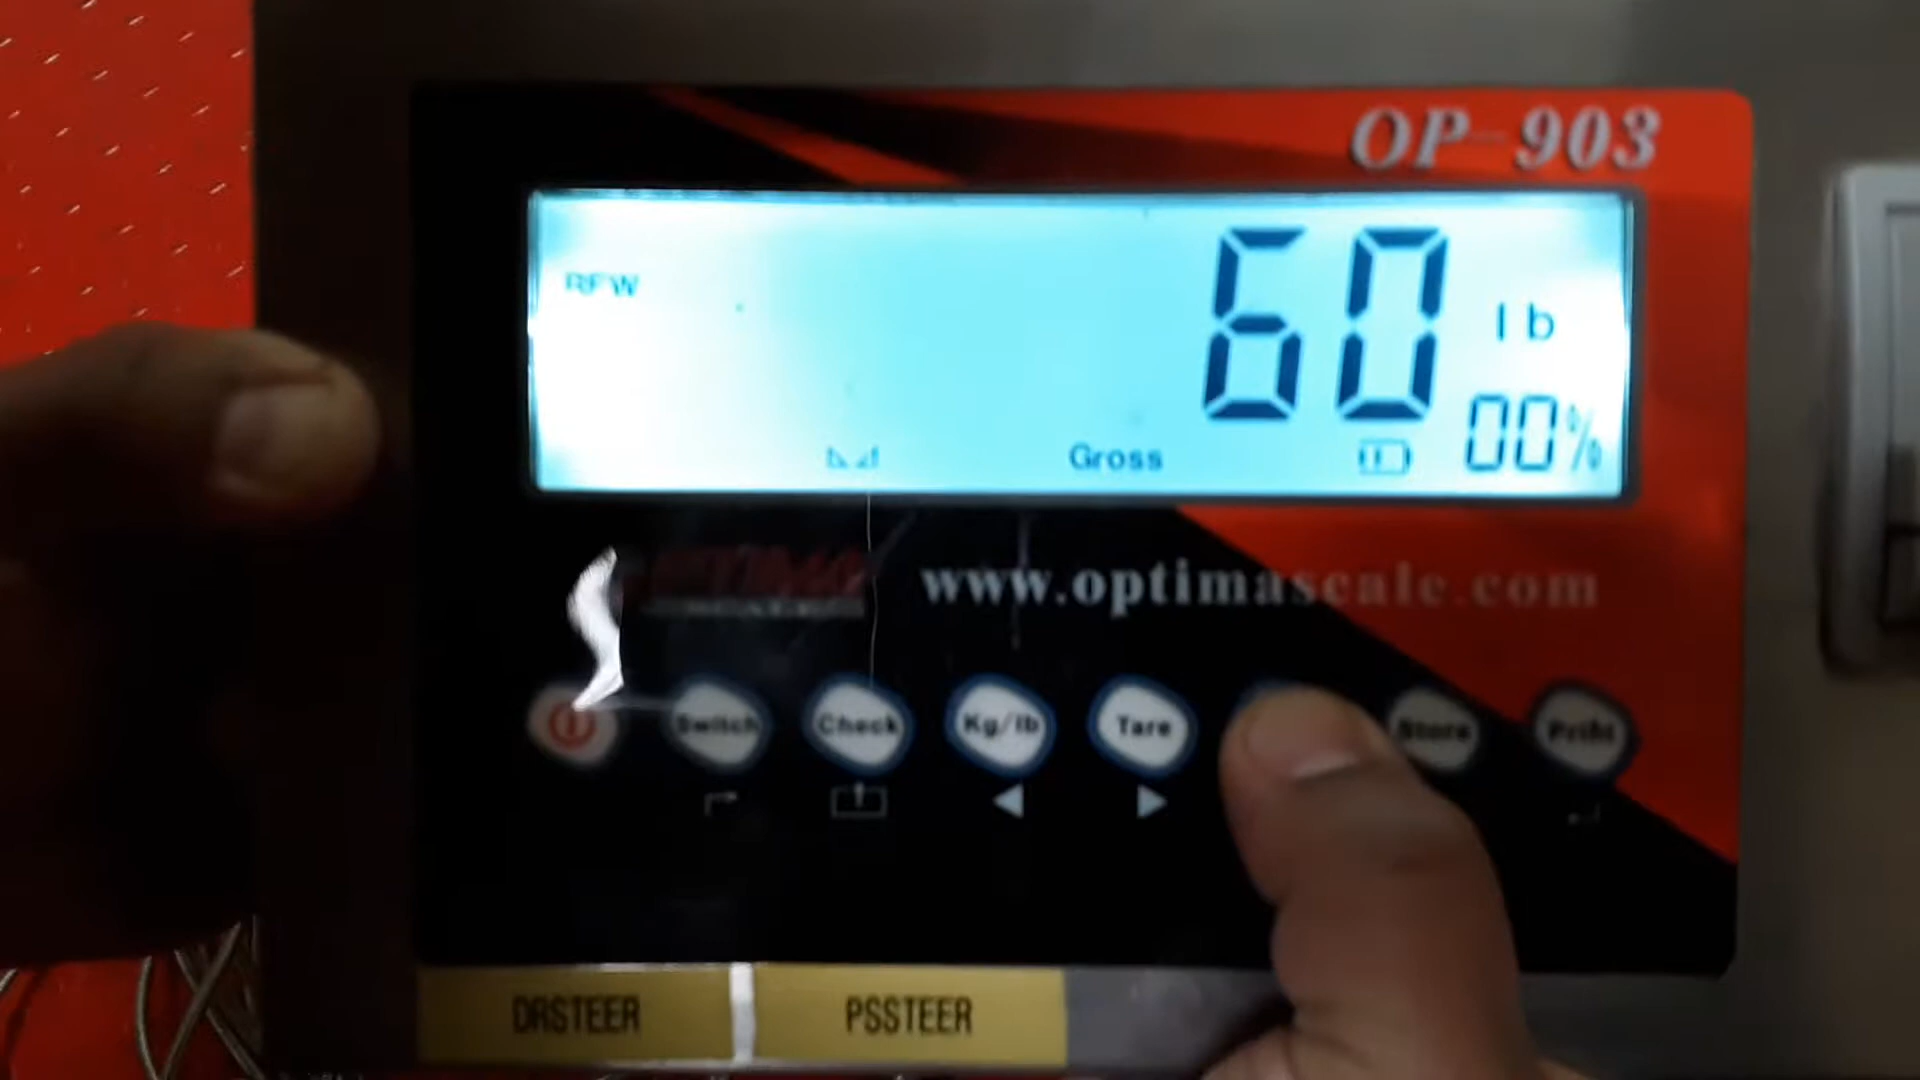 OP-903
RFW
60
lb
Gross
00%
www.optimascale.com
Switch
Check
Kg/lb
Tare
Store
Print
DRSTEER
PSSTEER